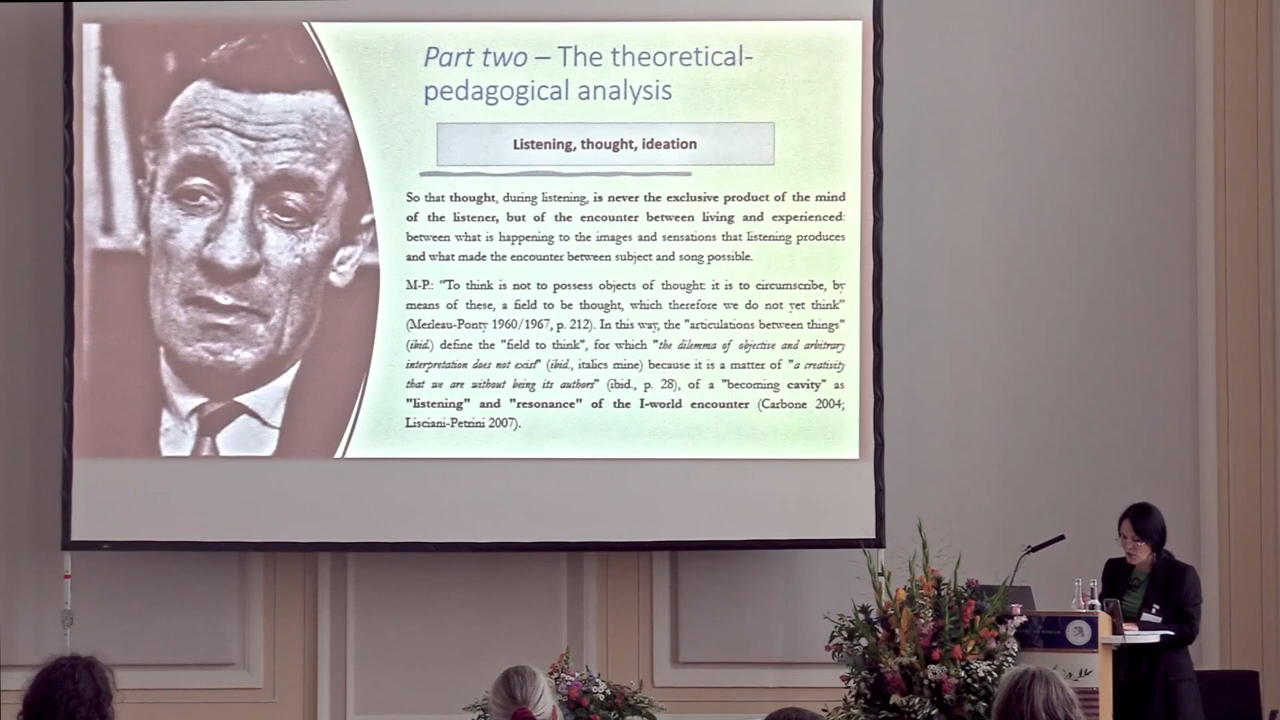 Part two – The theoretical-
pedagogical analysis
Listening, thought, ideation
So that thought, during listening, is never the exclusive product of the mind
of the listener, but of the encounter between living and experienced:
between what is happening to the images and sensations that listening produces
and what made the encounter between subject and song possible.
M-P.: "To think is not to possess objects of thought: it is to circumscribe, by
means of these, a field to be thought, which therefore we do not yet think"
(Merleau-Ponty 1960/1967, p. 212). In this way, the "articulations between things"
(ibid.) define the "field to think", for which "the dilemma of objective and arbitrary
interpretation does not exist" (ibid., italics mine) because it is a matter of "a creativity
that we are without being its authors" (ibid., p. 28), of a "becoming cavity" as
"listening" and "resonance" of the I-world encounter (Carbone 2004;
Lisciani-Petrini 2007).